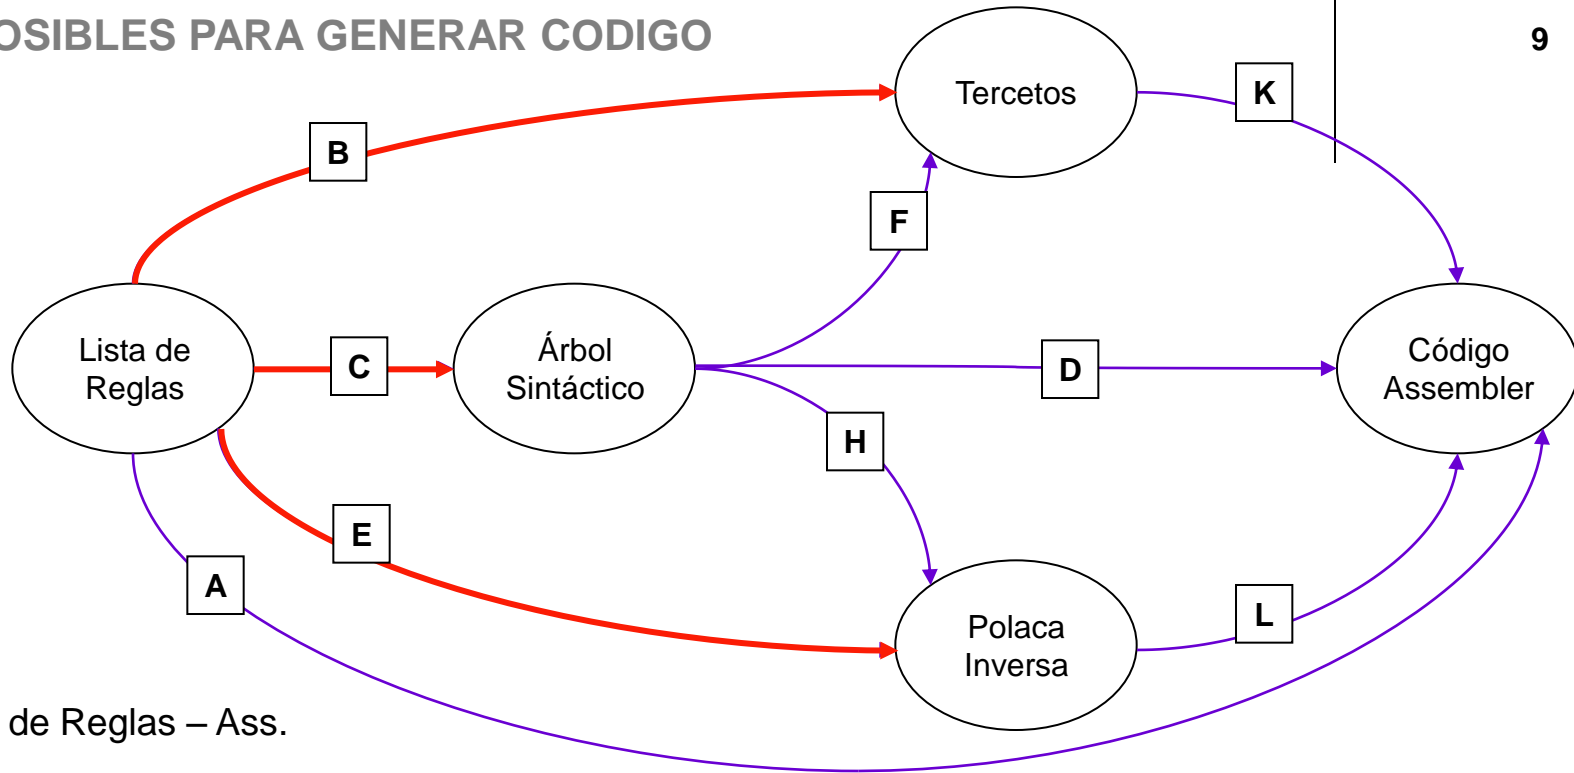 OSIBLES PARA GENERAR CODIGO
9
Tercetos
K
B
F
Lista de
Reglas
C
Árbol
Sintáctico
D
Código
Assembler
H
E
A
Polaca
Inversa
L
de Reglas – Ass.